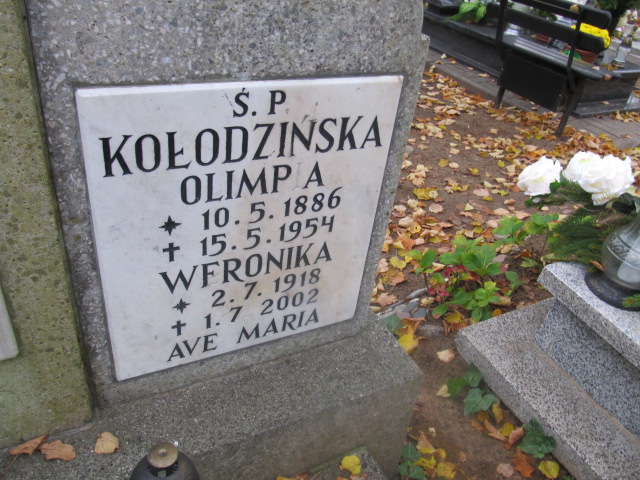 Ś. P
KOŁODZIŃSKA
OLIMPIA
✴ 10. 5. 1886
✝ 15. 5. 1954
WERONIKA
✴ 2. 7. 1918
✝ 1. 7. 2002
AVE MARIA